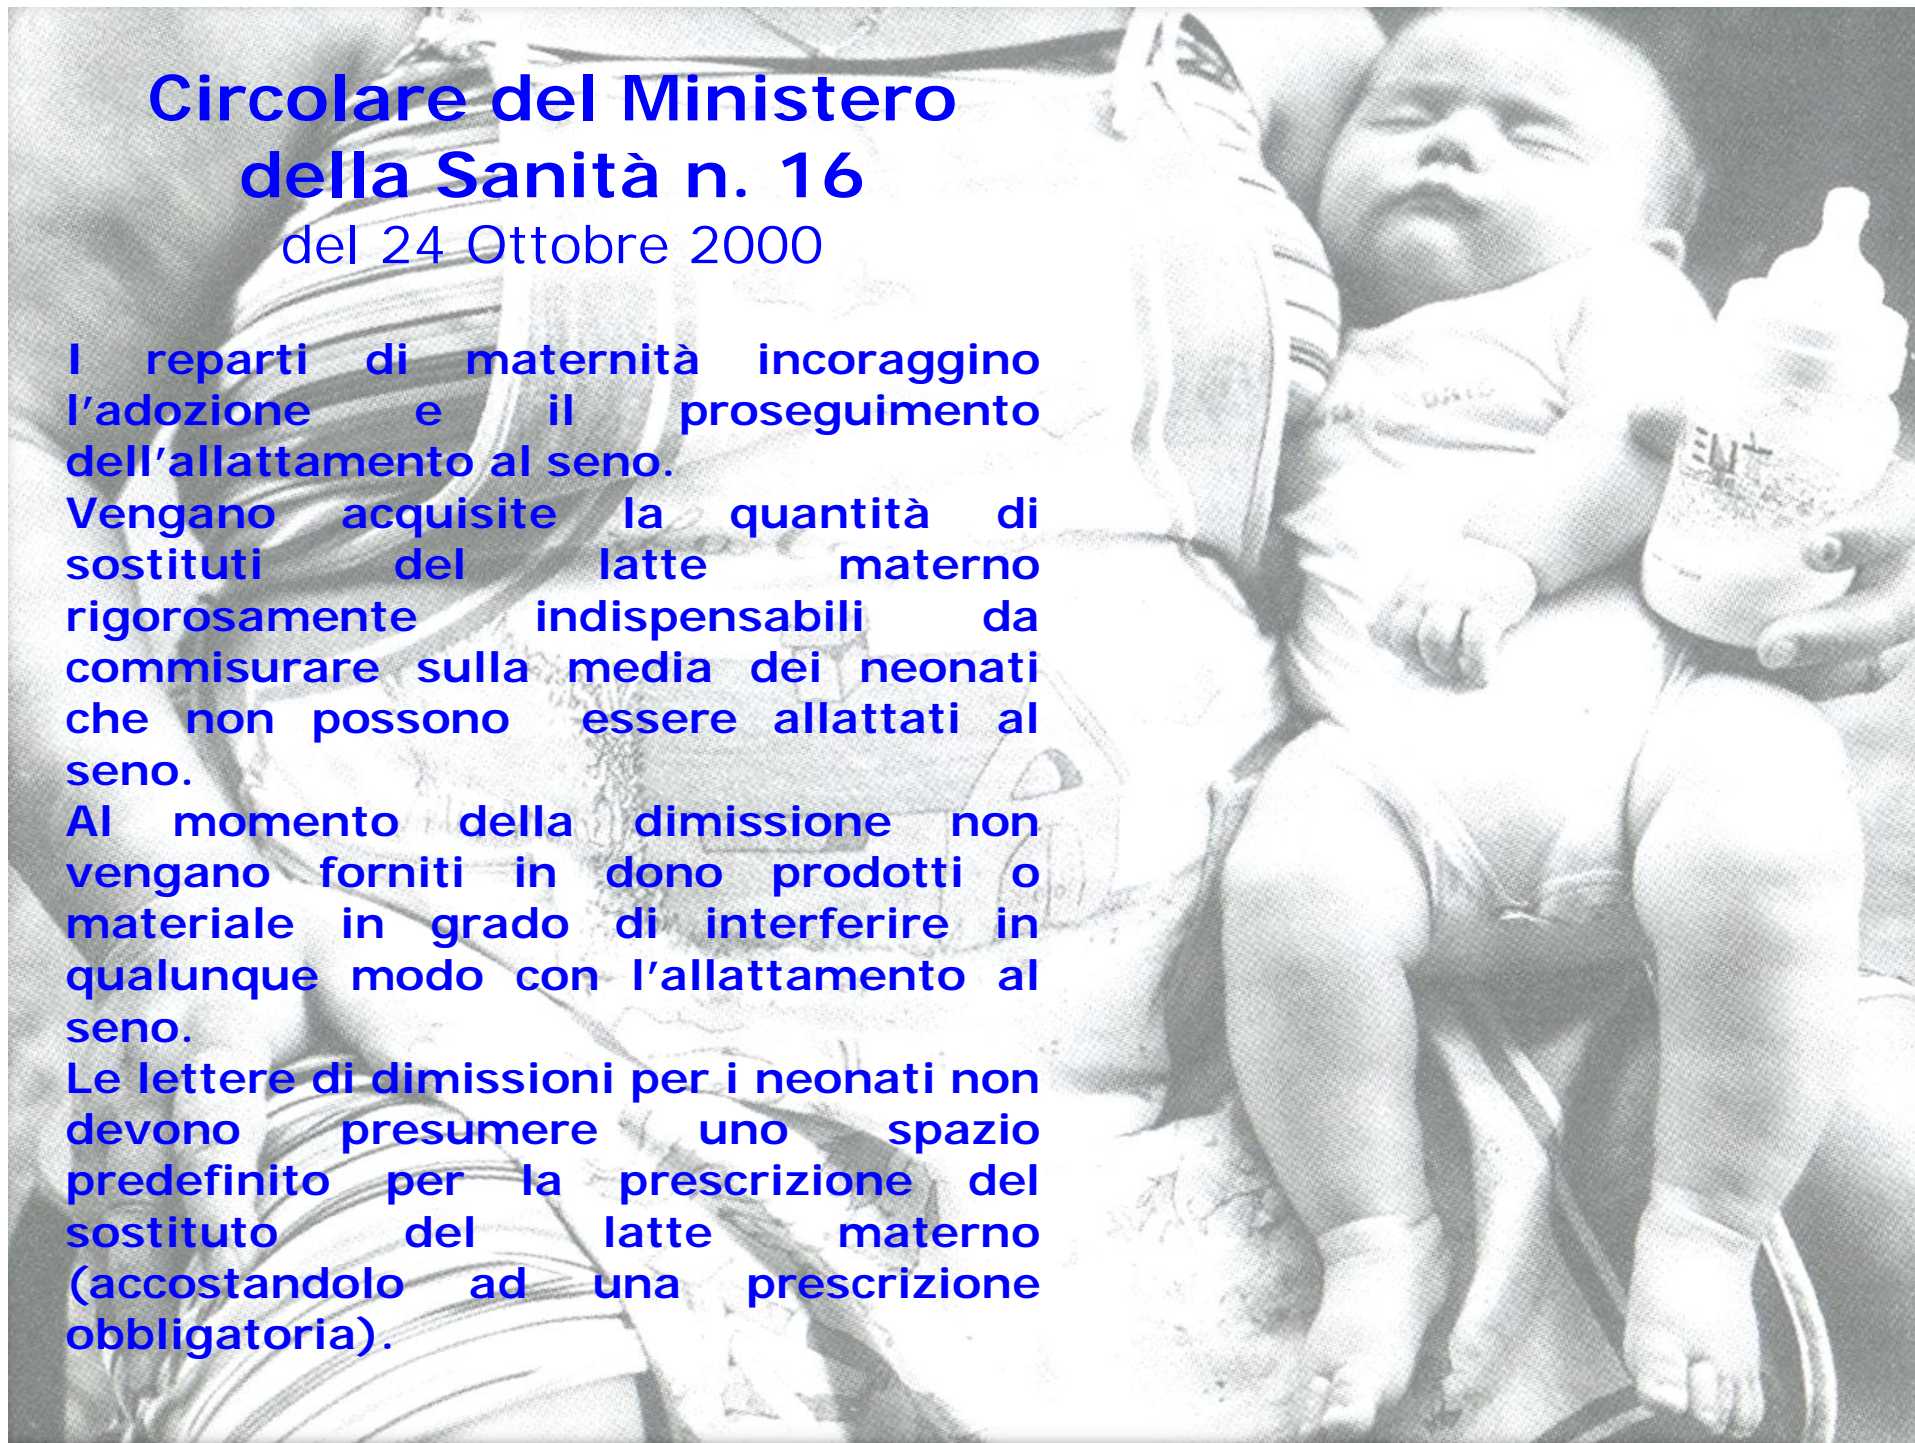 Circolare del Ministero
della Sanità n. 16
del 24 Ottobre 2000
I reparti di maternità incoraggino
l'adozione e il proseguimento
dell'allattamento al seno.
Vengano acquisite la quantità di
sostituti del latte materno
rigorosamente indispensabili da
commisurare sulla media dei neonati
che non possono essere allattati al
seno.
Al momento della dimissione non
vengano forniti in dono prodotti o
materiale in grado di interferire in
qualunque modo con l'allattamento al
seno.
Le lettere di dimissioni per i neonati non
devono presumere uno spazio
predefinito per la prescrizione del
sostituto del latte materno
(accostandolo ad una prescrizione
obbligatoria).